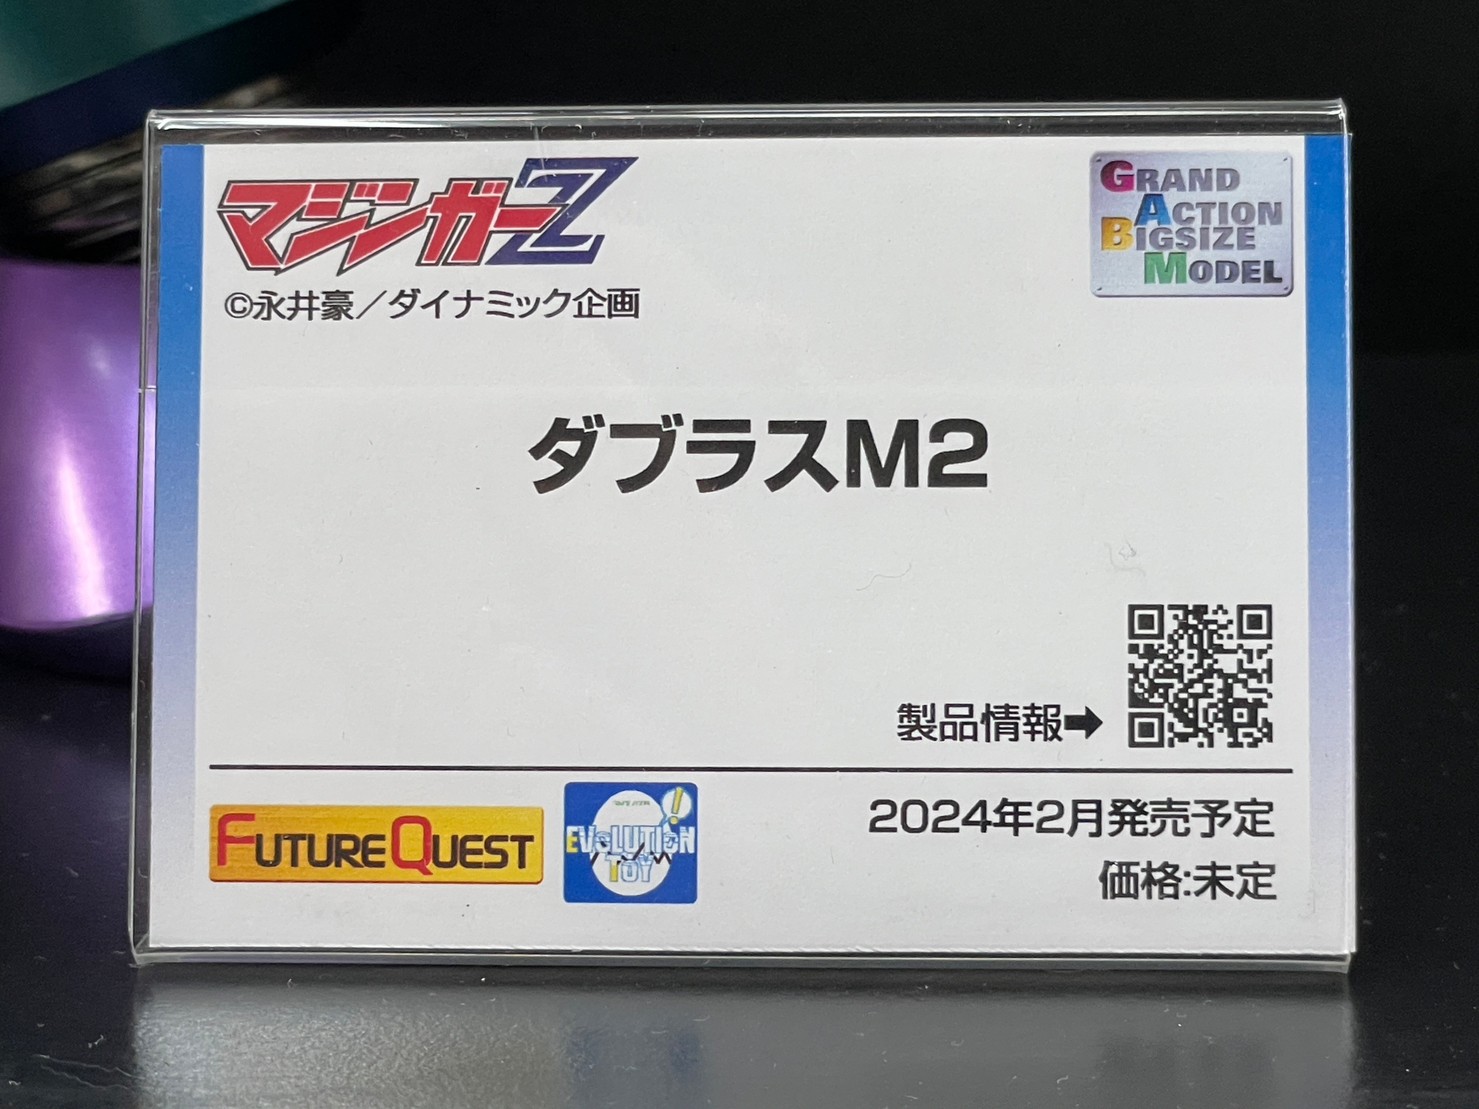 マジンガーZ
©永井豪／ダイナミック企画
GRAND
ACTION
BIGSIZE
MODEL
ダブラスM2
製品情報➡
FUTURE QUEST
EVOLUTION
TOY
2024年2月発売予定
価格:未定